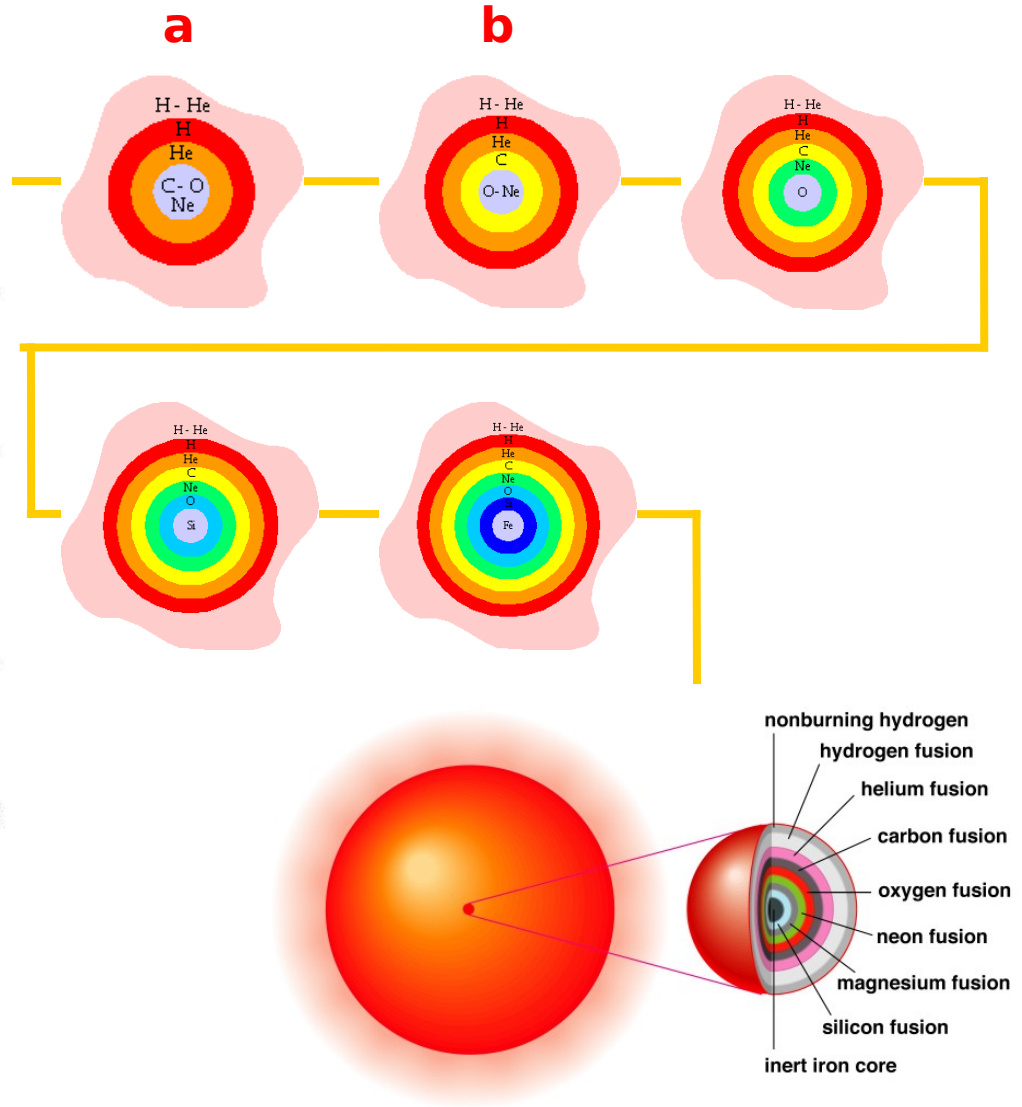 a
b
H - He
H
He
C - O
Ne
H - He
H
He
C
O- Ne
H - He
H
He
C
Ne
O
H - He
H
He
C
Ne
O
Si
H - He
H
He
C
Ne
O
Fe
nonburning hydrogen
hydrogen fusion
helium fusion
carbon fusion
oxygen fusion
neon fusion
magnesium fusion
silicon fusion
inert iron core